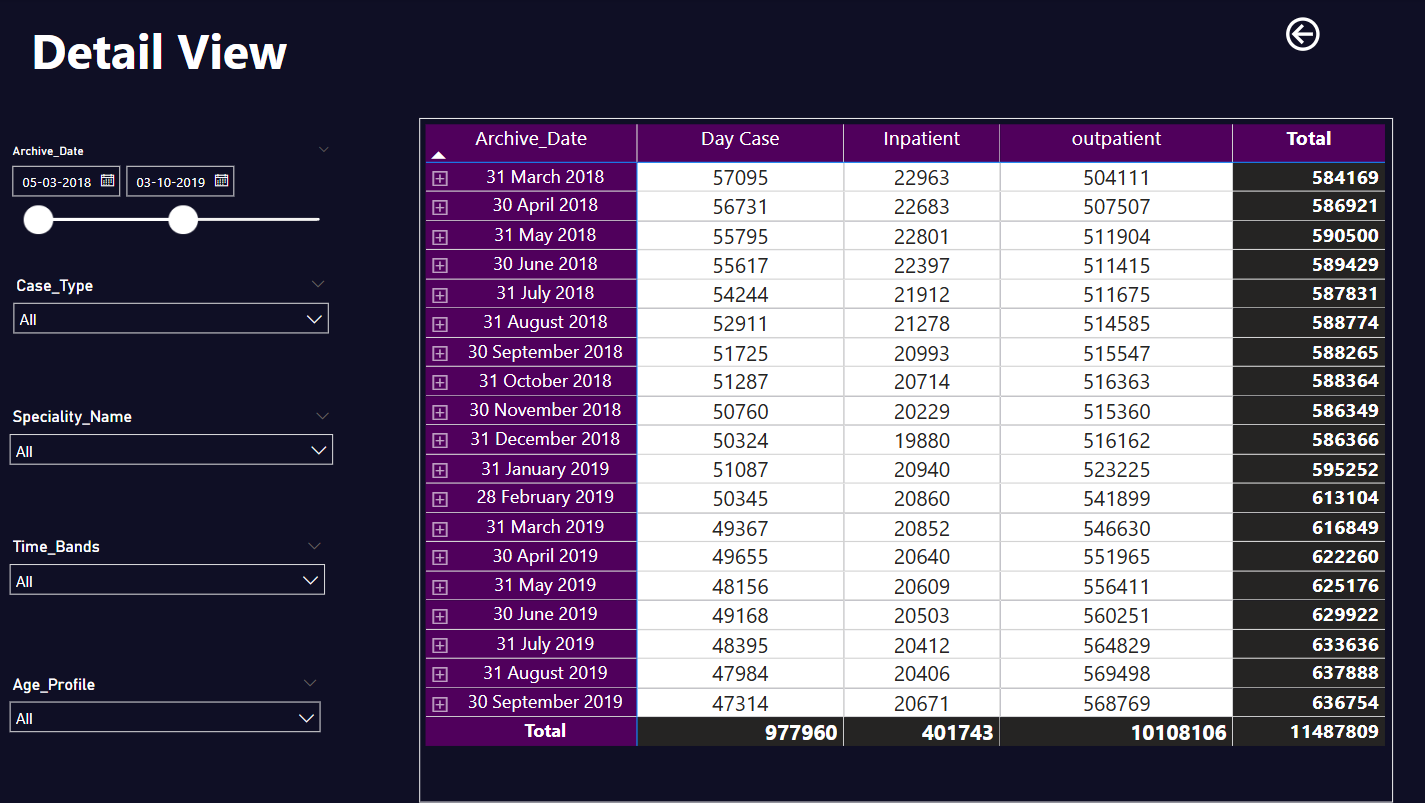 Detail View
Archive_Date
05-03-2018 03-10-2019
Case_Type
All
Speciality_Name
All
Time_Bands
All
Age_Profile
All
Archive_Date Day Case Inpatient outpatient Total
31 March 2018 57095 22963 504111 584169
30 April 2018 56731 22683 507507 586921
31 May 2018 55795 22801 511904 590500
30 June 2018 55617 22397 511415 589429
31 July 2018 54244 21912 511675 587831
31 August 2018 52911 21278 514585 588774
30 September 2018 51725 20993 515547 588265
31 October 2018 51287 20714 516363 588364
30 November 2018 50760 20229 515360 586349
31 December 2018 50324 19880 516162 586366
31 January 2019 51087 20940 523225 595252
28 February 2019 50345 20860 541899 613104
31 March 2019 49367 20852 546630 616849
30 April 2019 49655 20640 551965 622260
31 May 2019 48156 20609 556411 625176
30 June 2019 49168 20503 560251 629922
31 July 2019 48395 20412 564829 633636
31 August 2019 47984 20406 569498 637888
30 September 2019 47314 20671 568769 636754
Total 977960 401743 10108106 11487809